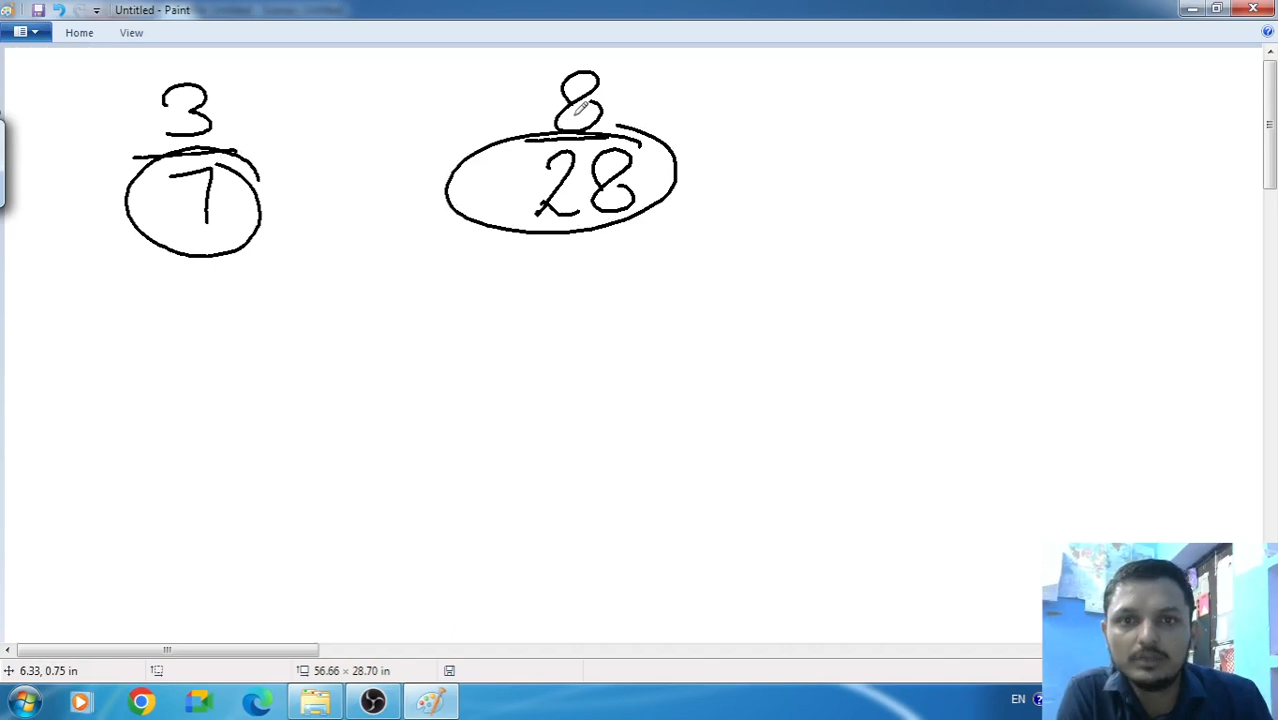 Untitled - Paint
Home View
3 8
7 28
6.33, 0.75 in 56.66 × 28.70 in
EN